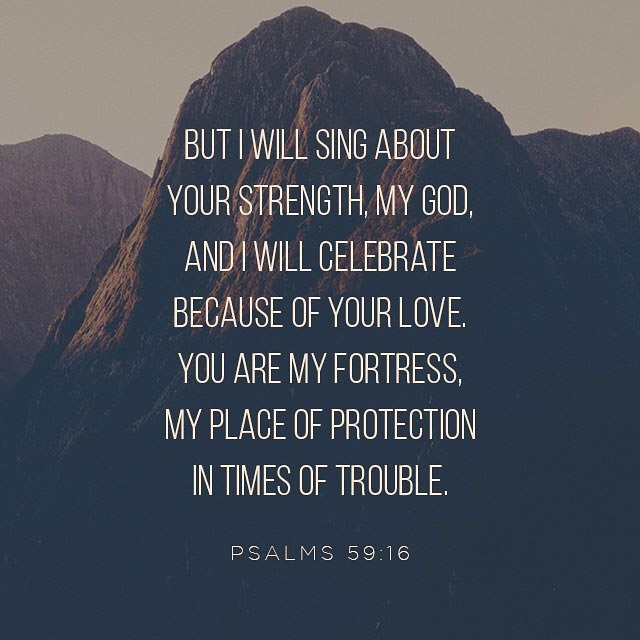 BUT I WILL SING ABOUT
YOUR STRENGTH, MY GOD,
AND I WILL CELEBRATE
BECAUSE OF YOUR LOVE.
YOU ARE MY FORTRESS,
MY PLACE OF PROTECTION
IN TIMES OF TROUBLE.
PSALMS 59:16